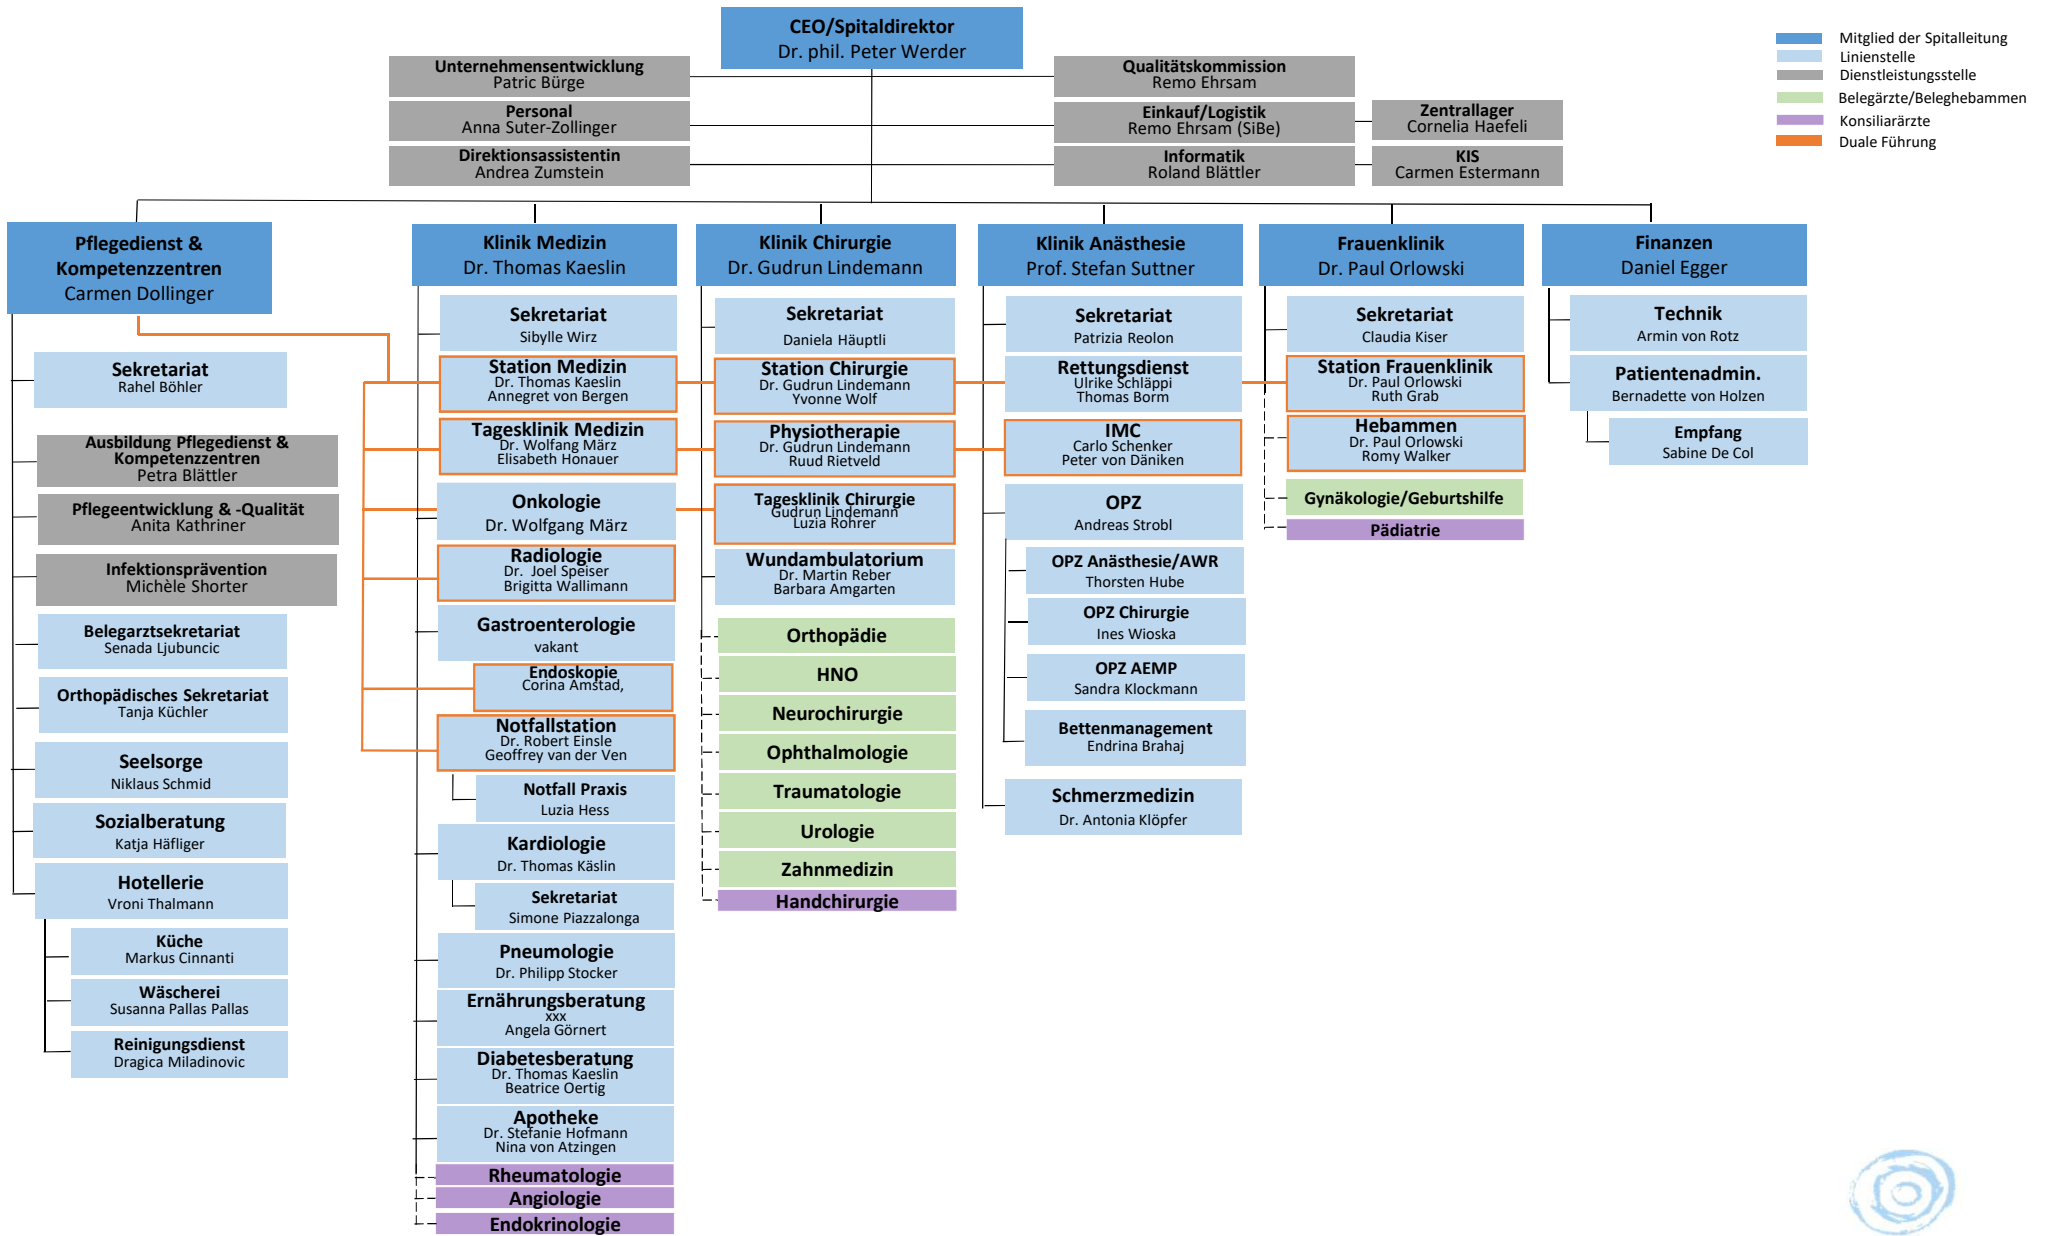 CEO/Spitaldirektor
Dr. phil. Peter Werder
Unternehmensentwicklung
Patric Bürge
Personal
Anna Suter-Zollinger
Direktionsassistentin
Andrea Zumstein
Qualitätskommission
Remo Ehrsam
Einkauf/Logistik
Remo Ehrsam (SiBe)
Informatik
Roland Blättler
Zentrallager
Cornelia Haefeli
KIS
Carmen Estermann
Mitglied der Spitalleitung
Linienstelle
Dienstleistungsstelle
Belegärzte/Beleghebammen
Konsiliarärzte
Duale Führung
Pflegedienst &
Kompetenzzentren
Carmen Dollinger
Sekretariat
Rahel Böhler
Ausbildung Pflegedienst &
Kompetenzzentren
Petra Blättler
Pflegeentwicklung & -Qualität
Anita Kathriner
Infektionsprävention
Michèle Shorter
Belegarztsekretariat
Senada Ljubuncic
Orthopädisches Sekretariat
Tanja Küchler
Seelsorge
Niklaus Schmid
Sozialberatung
Katja Häfliger
Hotellerie
Vroni Thalmann
Küche
Markus Cinnanti
Wäscherei
Susanna Pallas Pallas
Reinigungsdienst
Dragica Miladinovic
Klinik Medizin
Dr. Thomas Kaeslin
Sekretariat
Sibylle Wirz
Station Medizin
Dr. Thomas Kaeslin
Annegret von Bergen
Tagesklinik Medizin
Dr. Wolfang März
Elisabeth Honauer
Onkologie
Dr. Wolfgang März
Radiologie
Dr. Joel Speiser
Brigitta Wallimann
Gastroenterologie
vakant
Endoskopie
Corina Amstad,
Notfallstation
Dr. Robert Einsle
Geoffrey van der Ven
Notfall Praxis
Luzia Hess
Kardiologie
Dr. Thomas Käslin
Sekretariat
Simone Piazzalonga
Pneumologie
Dr. Philipp Stocker
Ernährungsberatung
xxx
Angela Görnert
Diabetesberatung
Dr. Thomas Kaeslin
Beatrice Oertig
Apotheke
Dr. Stefanie Hofmann
Nina von Atzingen
Rheumatologie
Angiologie
Endokrinologie
Klinik Chirurgie
Dr. Gudrun Lindemann
Sekretariat
Daniela Häuptli
Station Chirurgie
Dr. Gudrun Lindemann
Yvonne Wolf
Physiotherapie
Dr. Gudrun Lindemann
Ruud Rietveld
Tagesklinik Chirurgie
Gudrun Lindemann
Luzia Rohrer
Wundambulatorium
Dr. Martin Reber
Barbara Amgarten
Orthopädie
HNO
Neurochirurgie
Ophthalmologie
Traumatologie
Urologie
Zahnmedizin
Handchirurgie
Klinik Anästhesie
Prof. Stefan Suttner
Sekretariat
Patrizia Reolon
Rettungsdienst
Ulrike Schläppi
Thomas Borm
IMC
Carlo Schenker
Peter von Däniken
OPZ
Andreas Strobl
OPZ Anästhesie/AWR
Thorsten Hube
OPZ Chirurgie
Ines Wioska
OPZ AEMP
Sandra Klockmann
Bettenmanagement
Endrina Brahaj
Schmerzmedizin
Dr. Antonia Klöpfer
Frauenklinik
Dr. Paul Orlowski
Sekretariat
Claudia Kiser
Station Frauenklinik
Dr. Paul Orlowski
Ruth Grab
Hebammen
Dr. Paul Orlowski
Romy Walker
Gynäkologie/Geburtshilfe
Pädiatrie
Finanzen
Daniel Egger
Technik
Armin von Rotz
Patientenadmin.
Bernadette von Holzen
Empfang
Sabine De Col